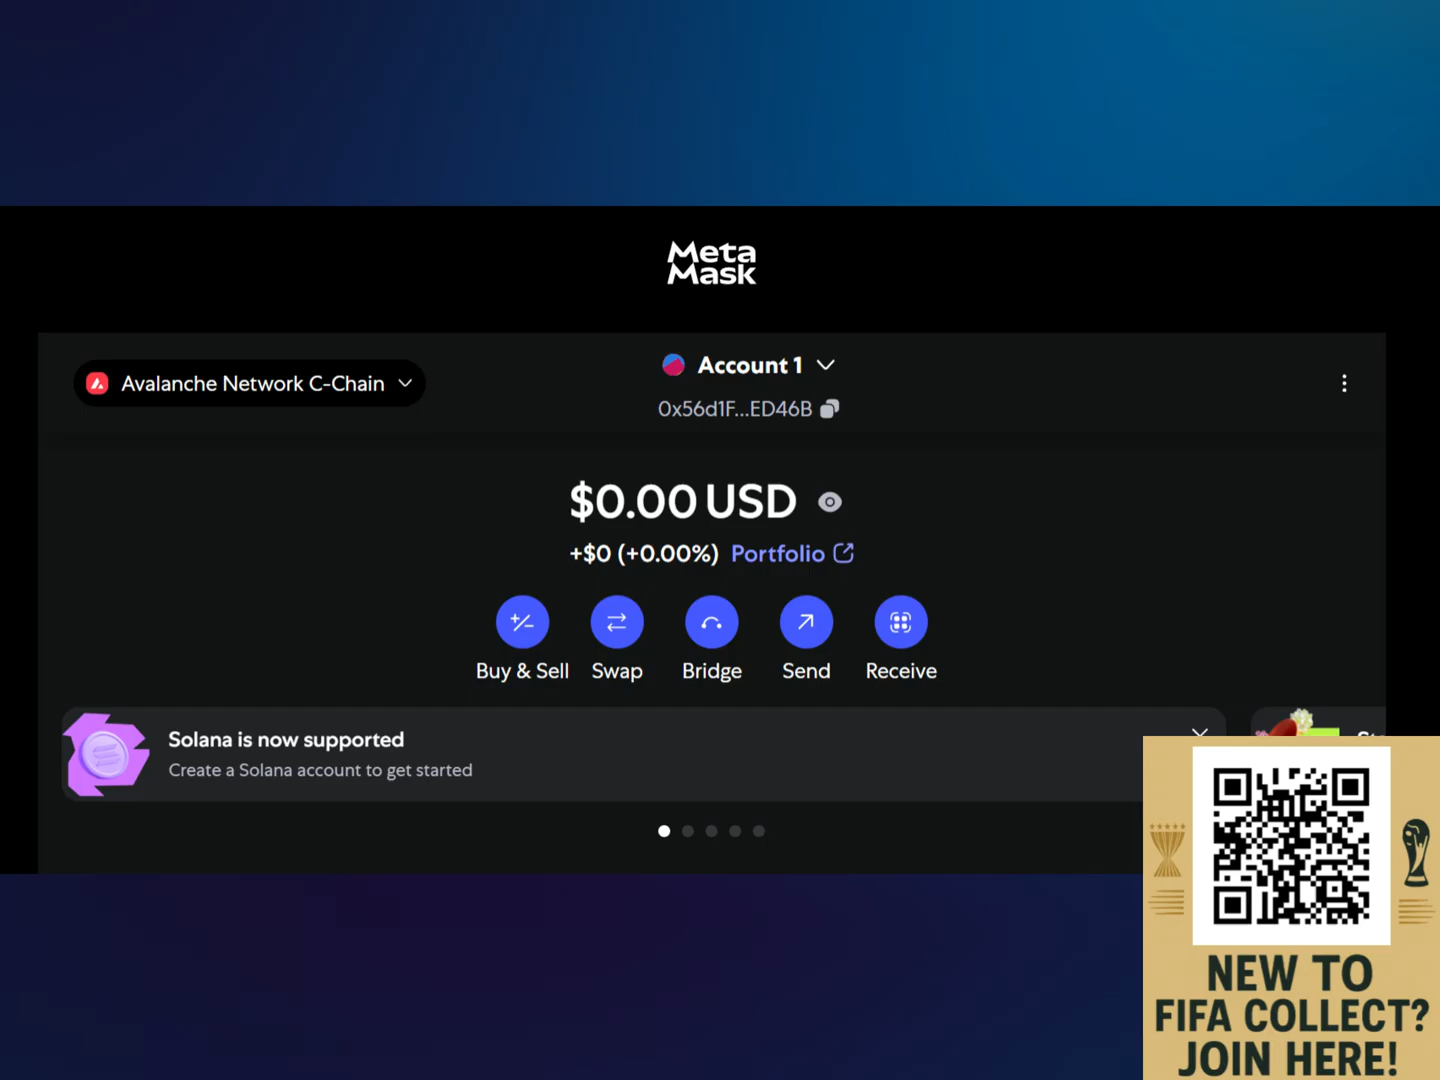 Meta
Mask
Avalanche Network C-Chain
Account 1
0x56d1F...ED46B
$0.00 USD
+$0 (+0.00%) Portfolio
Buy & Sell Swap Bridge Send Receive
Solana is now supported
Create a Solana account to get started
NEW TO
FIFA COLLECT?
JOIN HERE!